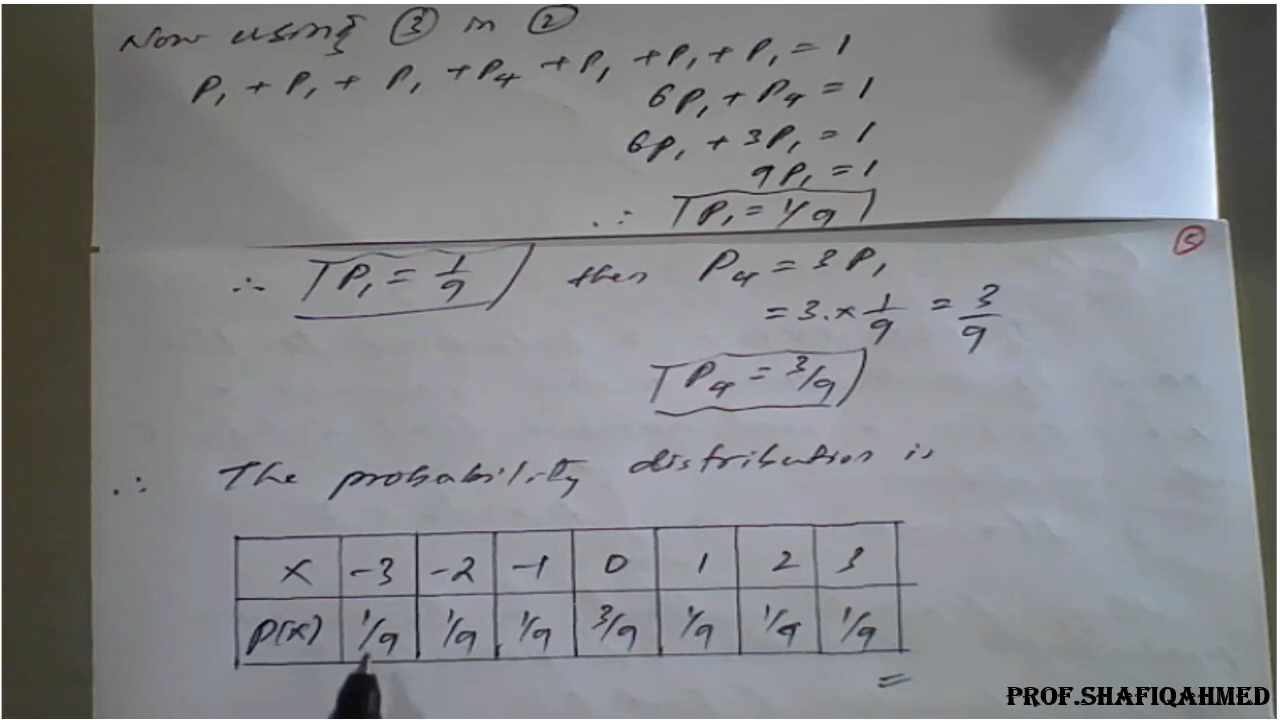 Now using ③ in ②
P₁ + P₁ + P₁ + P₄ + P₁ + P₁ + P₁ = 1
6P₁ + P₄ = 1
6P₁ + 3P₁ = 1
9P₁ = 1
∴ P₁ = 1/9
⑤
∴ P₁ = 1/9 then P₄ = 3P₁
= 3.× 1/9 = 3/9
P₄ = 3/9
∴ The probability distribution is
X -3 -2 -1 0 1 2 3
P(X) 1/9 1/9 1/9 3/9 1/9 1/9 1/9
=
PROF.SHAFIQAHMED